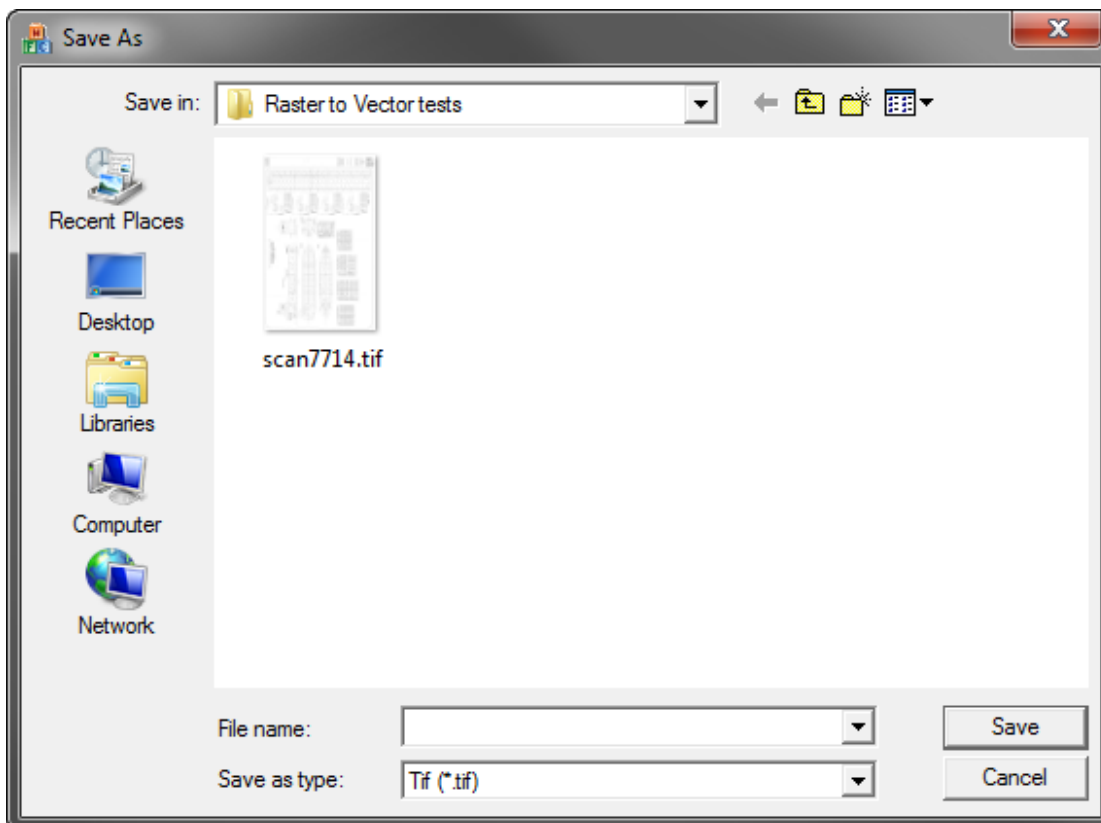 Save As
Save in: Raster to Vector tests
Recent Places
Desktop
Libraries
Computer
Network
scan7714.tif
File name:
Save
Save as type: Tif (*.tif)
Cancel